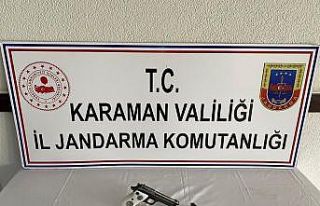 T.C.
KARAMAN VALİLİĞİ
İL JANDARMA KOMUTANLIĞI